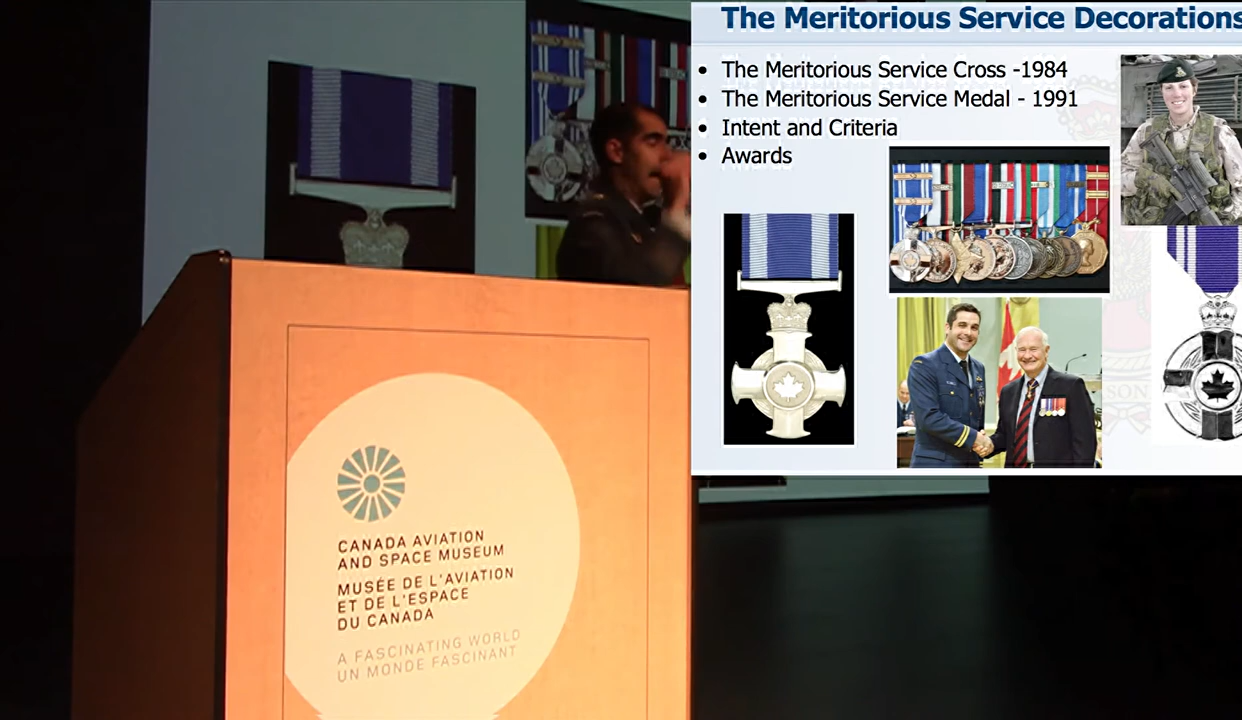 The Meritorious Service Decorations
• The Meritorious Service Cross -1984
• The Meritorious Service Medal - 1991
• Intent and Criteria
• Awards
CANADA AVIATION
AND SPACE MUSEUM
MUSÉE DE L'AVIATION
ET DE L'ESPACE
DU CANADA
A FASCINATING WORLD
UN MONDE FASCINANT